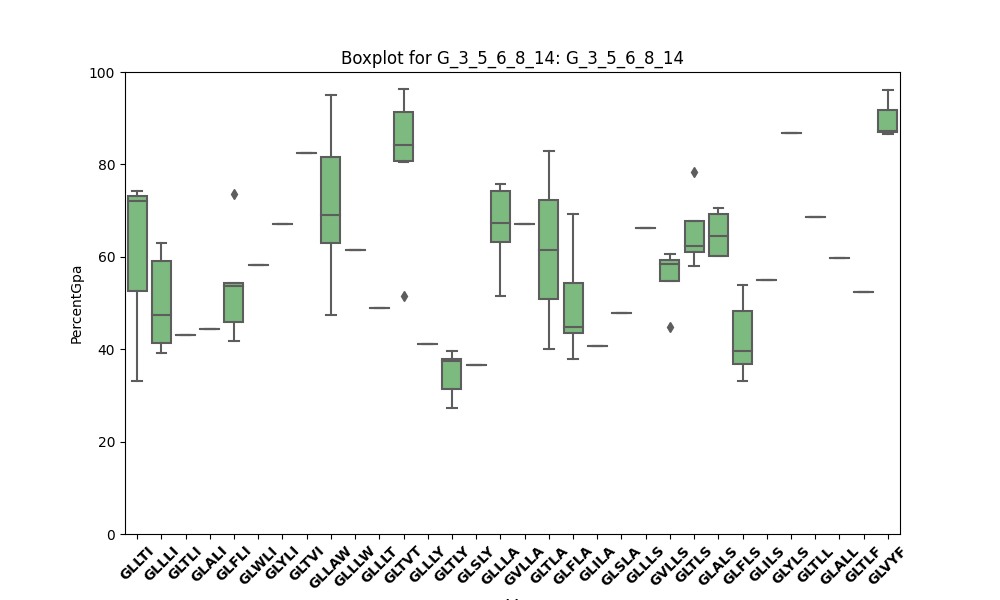 Boxplot for G_3_5_6_8_14: G_3_5_6_8_14
100
80
60
40
20
0
PercentGpa
GLLTI
GLLLI
GLTLI
GLALI
GLFLI
GLWLI
GLYLI
GLTVI
GLLAW
GLLLW
GLLLT
GLTVT
GLLLY
GLTLY
GLSLY
GLLLA
GVLLA
GLTLA
GLFLA
GLILA
GLSLA
GLLLS
GVLLS
GLTLS
GLALS
GLFLS
GLILS
GLYLS
GLTLL
GLALL
GLTLF
GLVYF